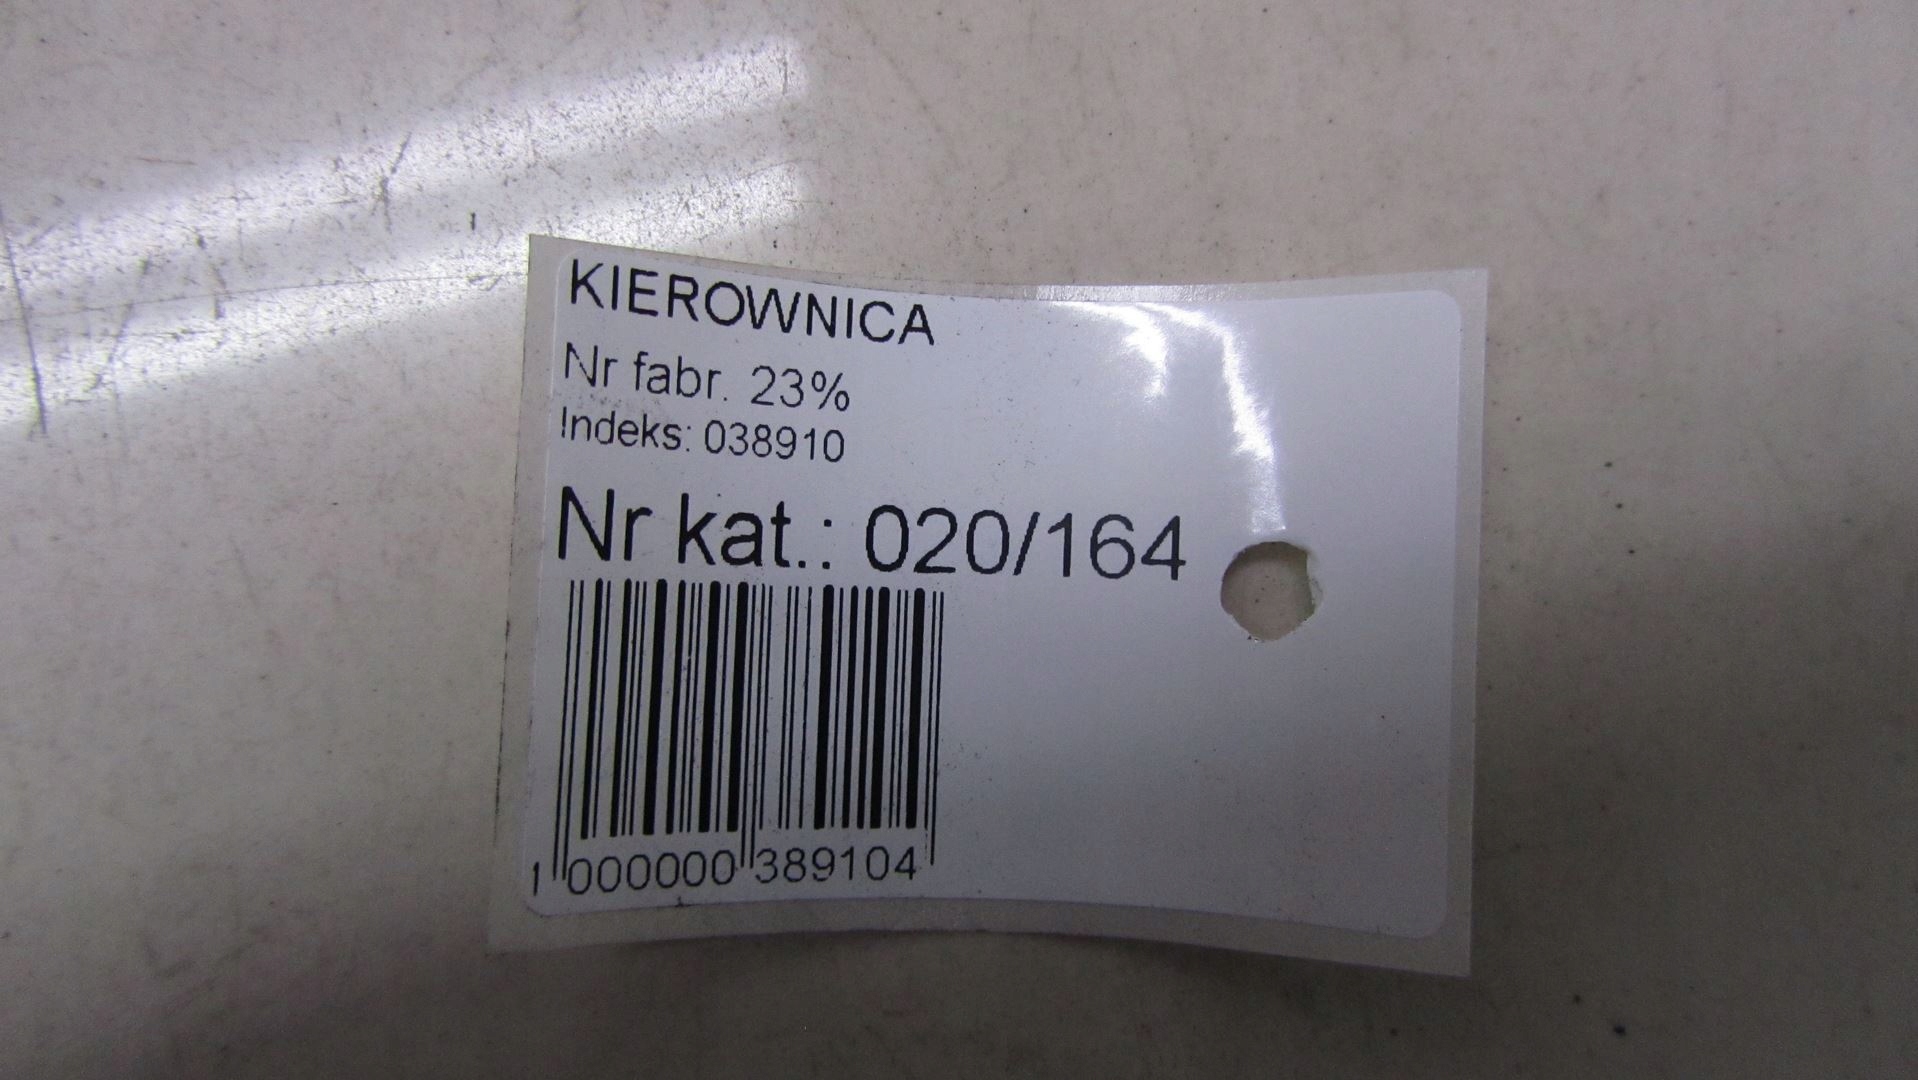 KIEROWNICA
Nr fabr. 23%
Indeks: 038910
Nr kat.: 020/164
1 000000 389104